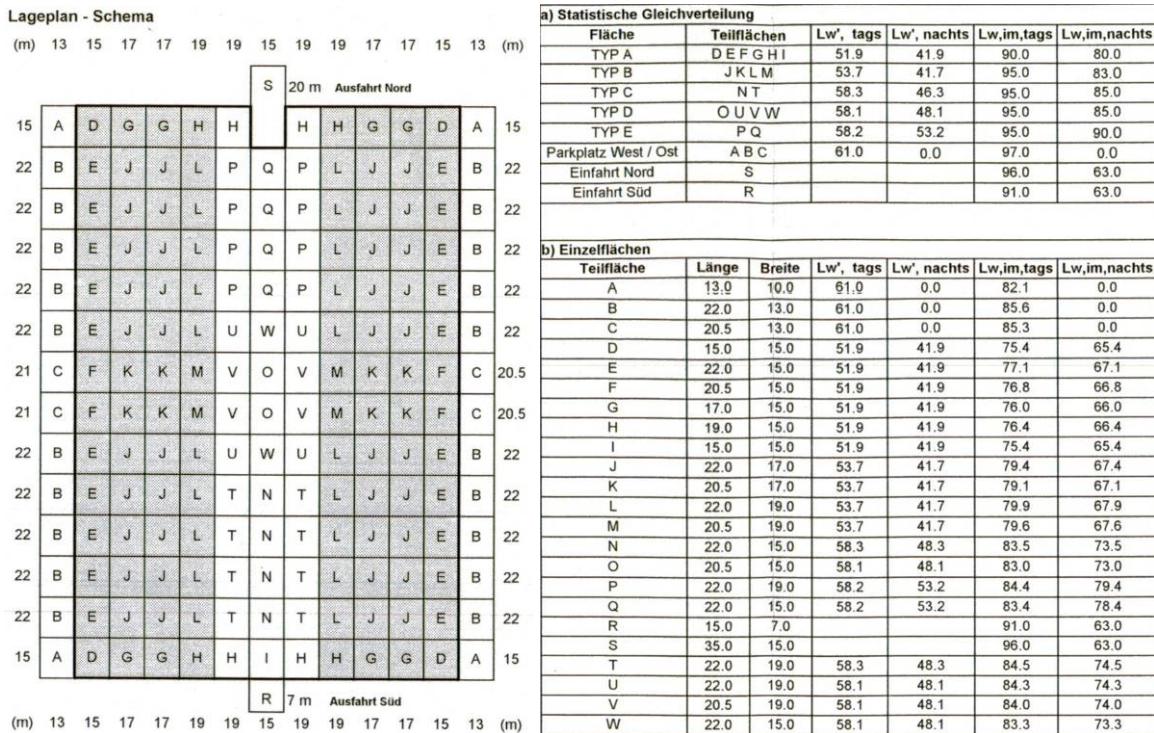 Lageplan - Schema
(m) 13 15 17 17 19 19 15 19 19 17 17 15 13 (m)
S 20 m Ausfahrt Nord
15 A D G G H H H H G G D A 15
22 B E J J L P Q P L J J E B 22
22 B E J J L P Q P L J J E B 22
22 B E J J L P Q P L J J E B 22
22 B E J J L P Q P L J J E B 22
22 B E J J L U W U L J J E B 22
21 C F K K M V O V M K K F C 20.5
21 C F K K M V O V M K K F C 20.5
22 B E J J L U W U L J J E B 22
22 B E J J L T N T L J J E B 22
22 B E J J L T N T L J J E B 22
22 B E J J L T N T L J J E B 22
22 B E J J L T N T L J J E B 22
15 A D G G H H I H H G G D A 15
R 7 m Ausfahrt Süd
(m) 13 15 17 17 19 19 15 19 19 17 17 15 13 (m)
a) Statistische Gleichverteilung
Fläche Teilflächen Lw', tags Lw', nachts Lw,im,tags Lw,im,nachts
TYP A D E F G H I 51.9 41.9 90.0 80.0
TYP B J K L M 53.7 41.7 95.0 83.0
TYP C N T 58.3 46.3 95.0 85.0
TYP D O U V W 58.1 48.1 95.0 85.0
TYP E P Q 58.2 53.2 95.0 90.0
Parkplatz West / Ost A B C 61.0 0.0 97.0 0.0
Einfahrt Nord S 96.0 63.0
Einfahrt Süd R 91.0 63.0
b) Einzelflächen
Teilfläche Länge Breite Lw', tags Lw', nachts Lw,im,tags Lw,im,nachts
A 13.0 10.0 61.0 0.0 82.1 0.0
B 22.0 13.0 61.0 0.0 85.6 0.0
C 20.5 13.0 61.0 0.0 85.3 0.0
D 15.0 15.0 51.9 41.9 75.4 65.4
E 22.0 15.0 51.9 41.9 77.1 67.1
F 20.5 15.0 51.9 41.9 76.8 66.8
G 17.0 15.0 51.9 41.9 76.0 66.0
H 19.0 15.0 51.9 41.9 76.4 66.4
I 15.0 15.0 51.9 41.9 75.4 65.4
J 22.0 17.0 53.7 41.7 79.4 67.4
K 20.5 17.0 53.7 41.7 79.1 67.1
L 22.0 19.0 53.7 41.7 79.9 67.9
M 20.5 19.0 53.7 41.7 79.6 67.6
N 22.0 15.0 58.3 48.3 83.5 73.5
O 20.5 15.0 58.1 48.1 83.0 73.0
P 22.0 19.0 58.2 53.2 84.4 79.4
Q 22.0 15.0 58.2 53.2 83.4 78.4
R 15.0 7.0 91.0 63.0
S 35.0 15.0 96.0 63.0
T 22.0 19.0 58.3 48.3 84.5 74.5
U 22.0 19.0 58.1 48.1 84.3 74.3
V 20.5 19.0 58.1 48.1 84.0 74.0
W 22.0 15.0 58.1 48.1 83.3 73.3